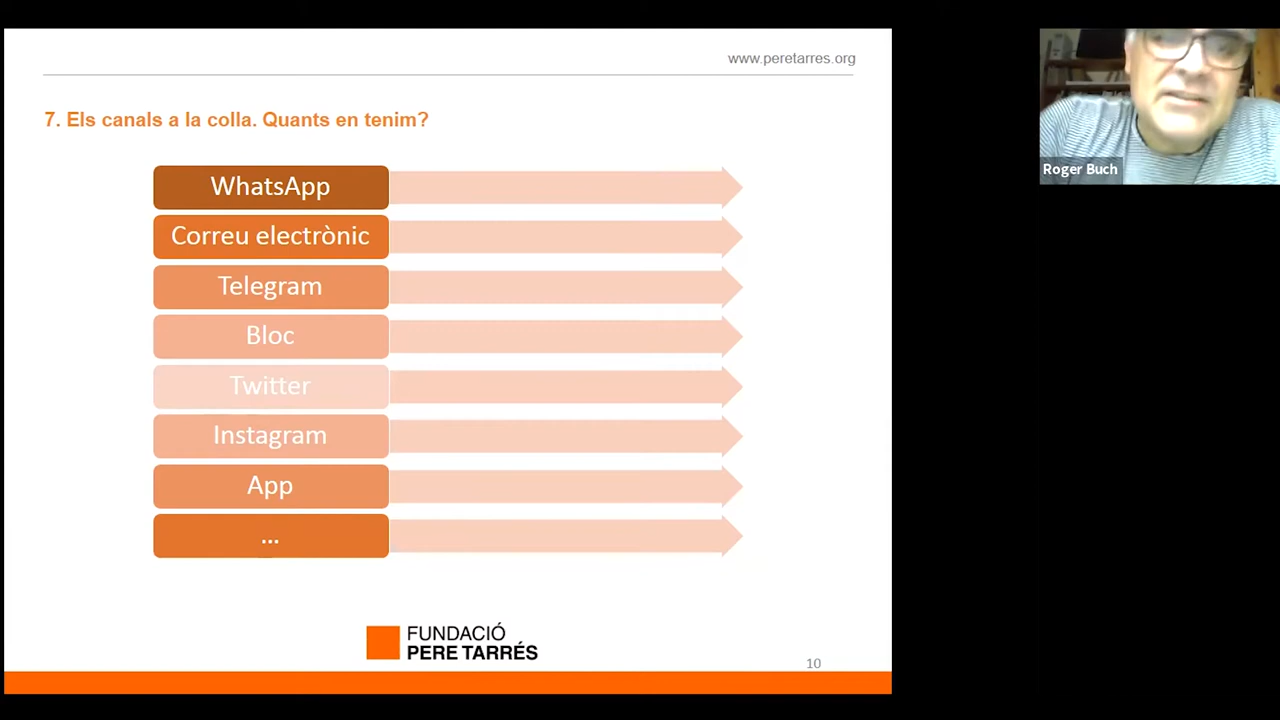 www.peretarres.org
7. Els canals a la colla. Quants en tenim?
WhatsApp
Correu electrònic
Telegram
Bloc
Twitter
Instagram
App
...
FUNDACIÓ
PERE TARRÉS
10
Roger Buch